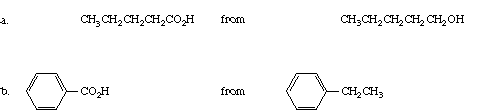 a. CH₃CH₂CH₂CH₂CO₂H from CH₃CH₂CH₂CH₂CH₂OH
b. CO₂H from CH₂CH₃